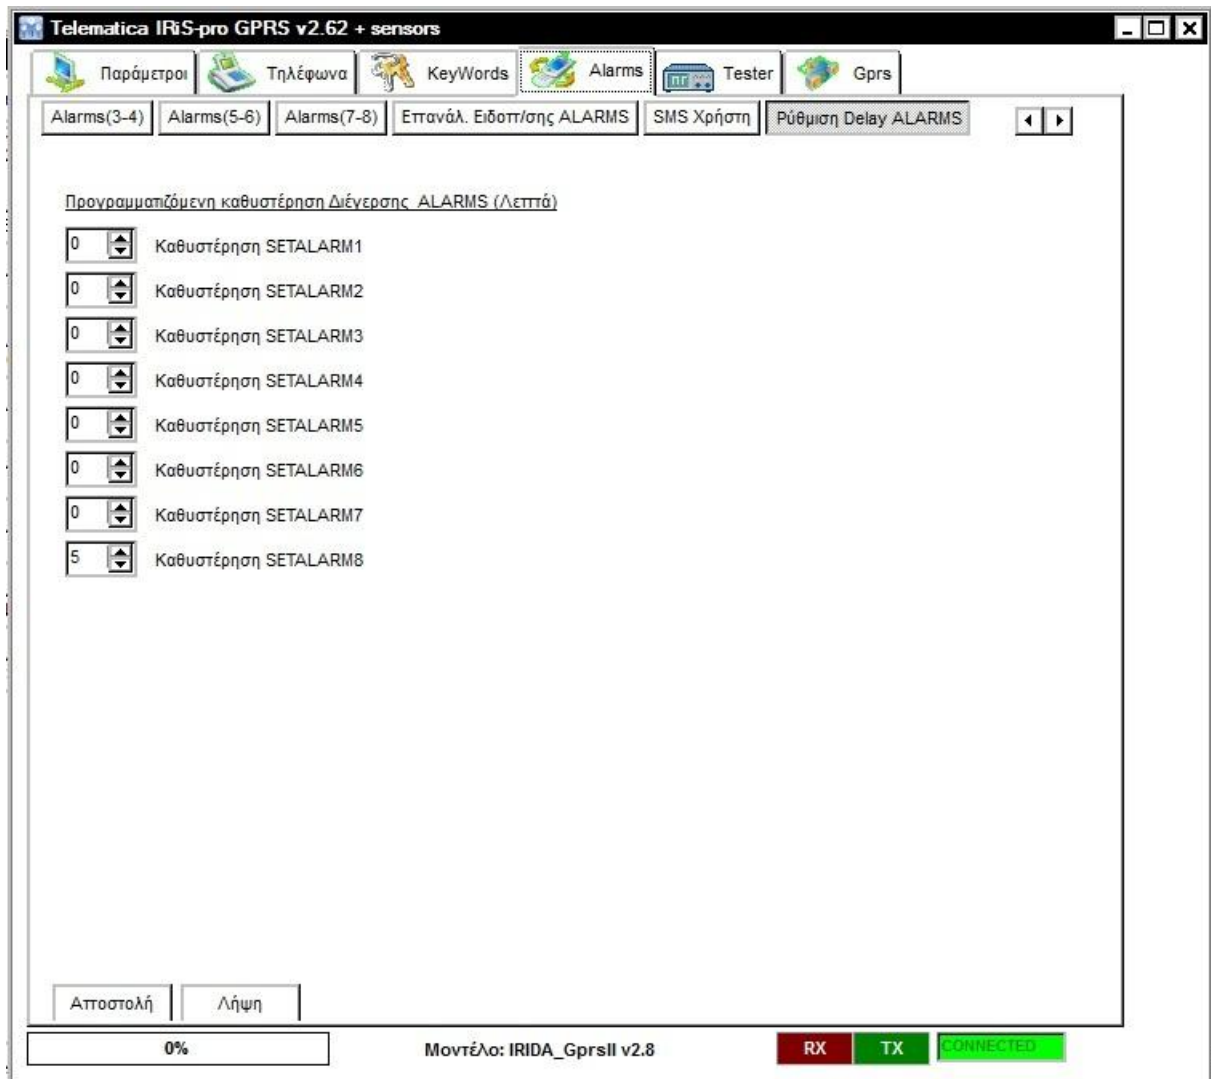 Telematica IRiS-pro GPRS v2.62 + sensors
Παράμετροι Τηλέφωνα KeyWords Alarms Tester Gprs
Alarms(3-4) Alarms(5-6) Alarms(7-8) Επανάλ. Ειδοπ/σης ALARMS SMS Χρήστη Ρύθμιση Delay ALARMS
Προγραμματιζόμενη καθυστέρηση Διέγερσης ALARMS (Λεπτά)
0 Καθυστέρηση SETALARM1
0 Καθυστέρηση SETALARM2
0 Καθυστέρηση SETALARM3
0 Καθυστέρηση SETALARM4
0 Καθυστέρηση SETALARM5
0 Καθυστέρηση SETALARM6
0 Καθυστέρηση SETALARM7
5 Καθυστέρηση SETALARM8
Αποστολή Λήψη
0% Μοντέλο: IRIDA_GprsII v2.8 RX TX CONNECTED